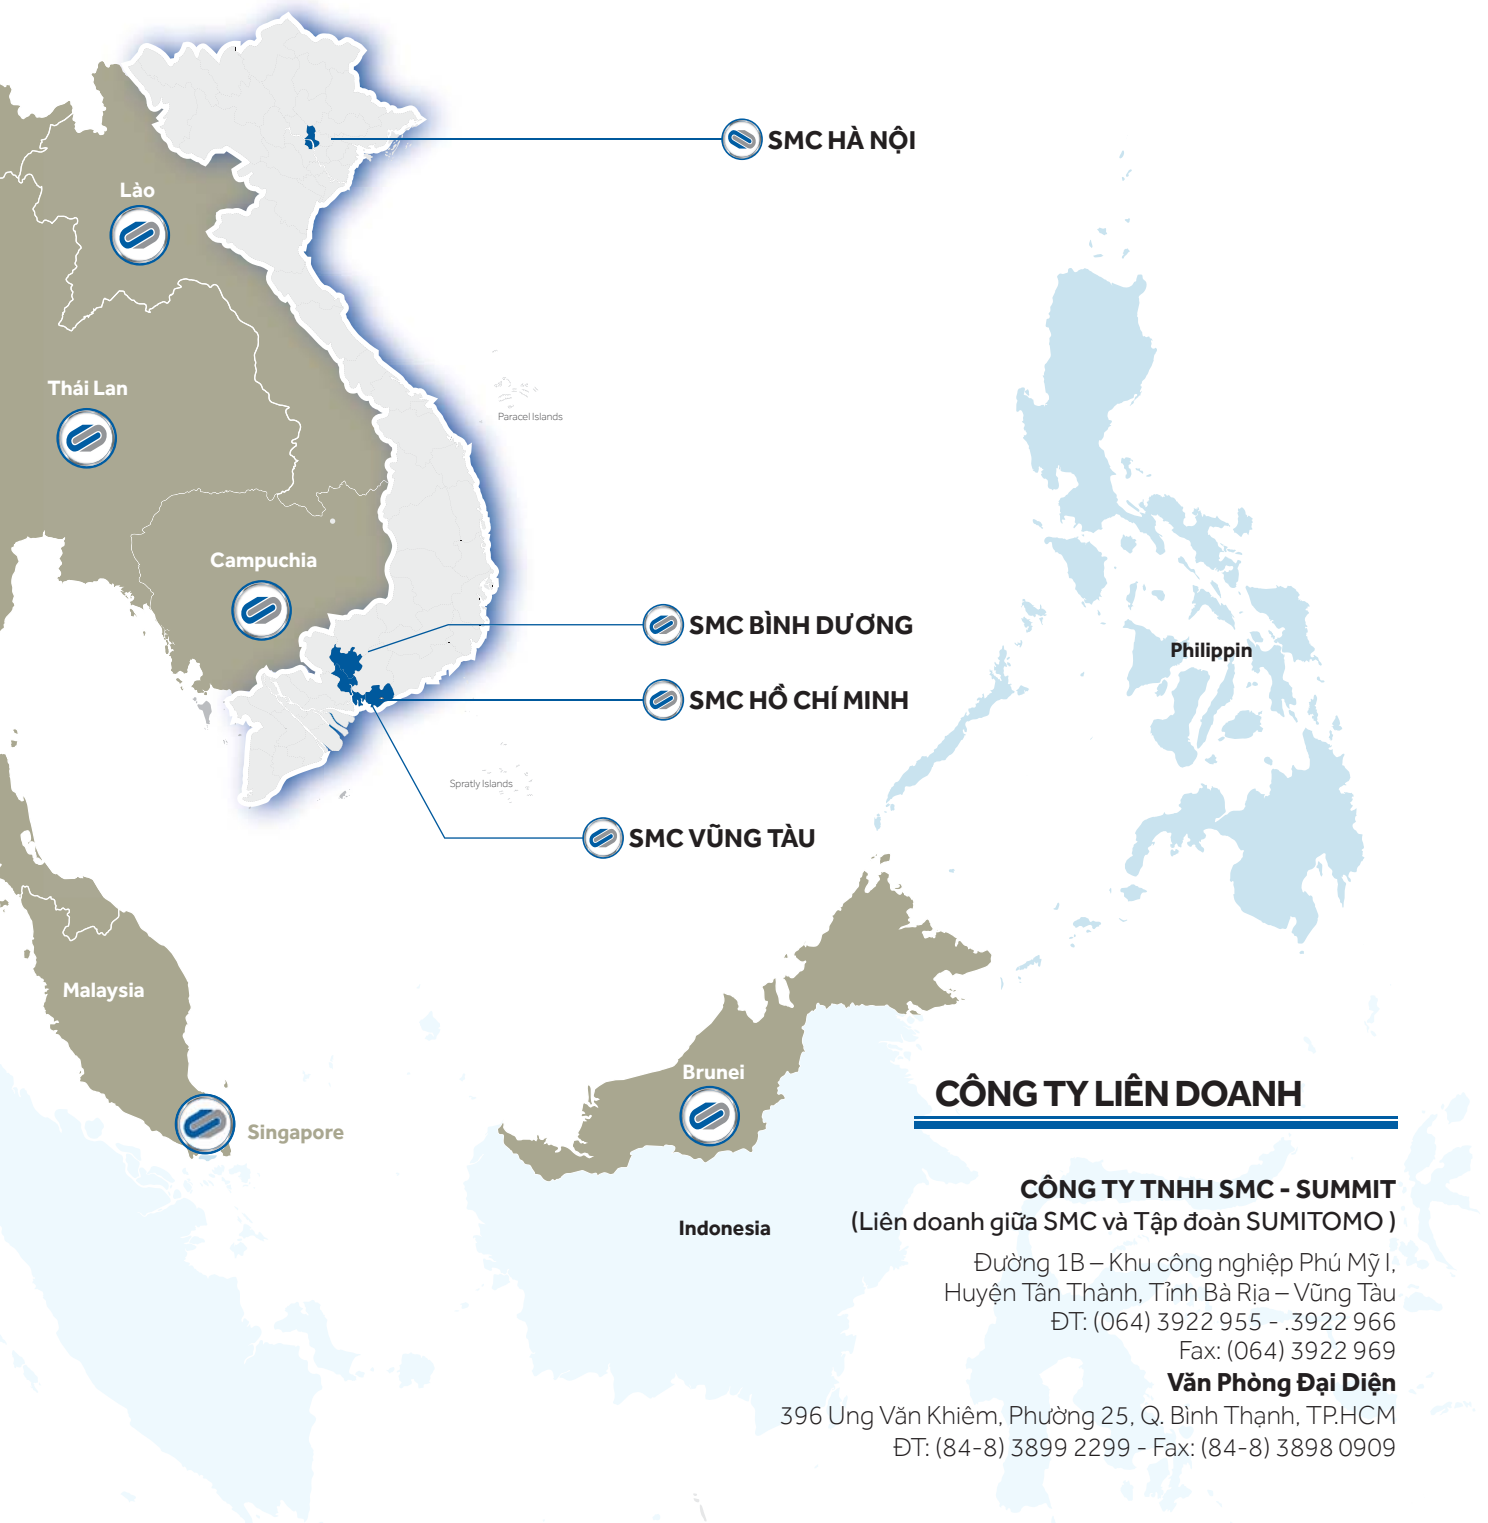 SMC HÀ NỘI
Lào
Thái Lan
Paracel Islands
Campuchia
SMC BÌNH DƯƠNG
Philippin
SMC HỒ CHÍ MINH
Spratly Islands
SMC VŨNG TÀU
Malaysia
Brunei
Singapore
Indonesia
CÔNG TY LIÊN DOANH
CÔNG TY TNHH SMC - SUMMIT
(Liên doanh giữa SMC và Tập đoàn SUMITOMO )
Đường 1B – Khu công nghiệp Phú Mỹ I,
Huyện Tân Thành, Tỉnh Bà Rịa – Vũng Tàu
ĐT: (064) 3922 955 - .3922 966
Fax: (064) 3922 969
Văn Phòng Đại Diện
396 Ung Văn Khiêm, Phường 25, Q. Bình Thạnh, TP.HCM
ĐT: (84-8) 3899 2299 - Fax: (84-8) 3898 0909